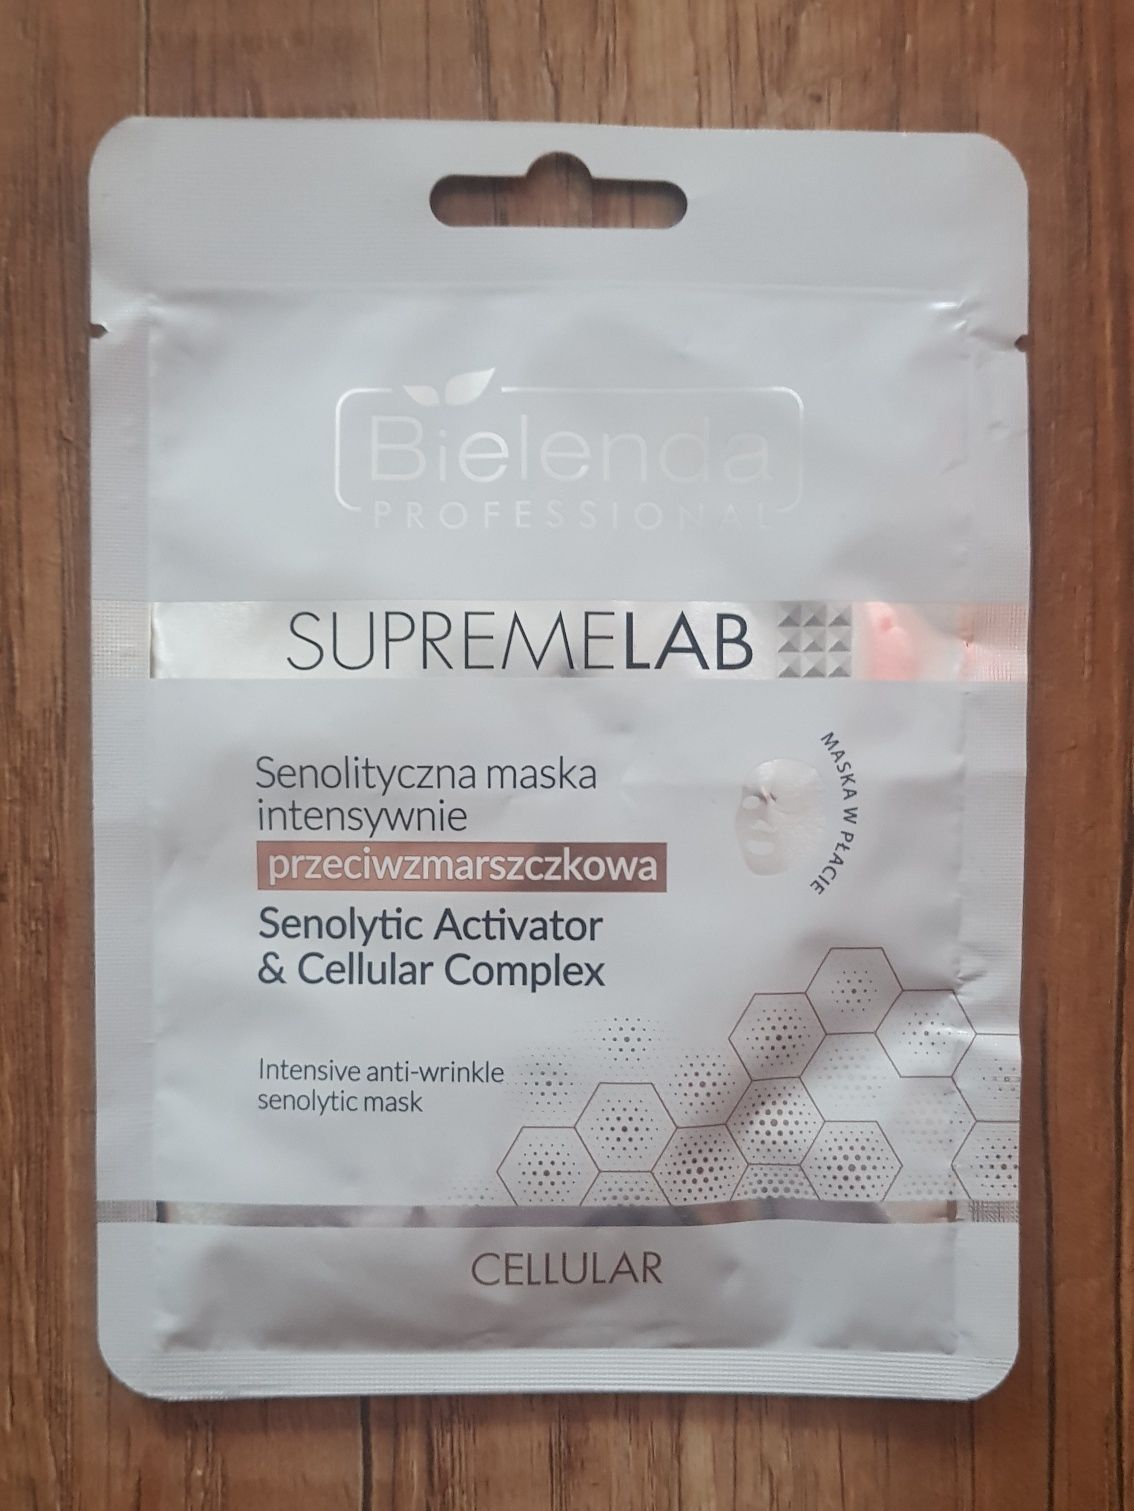 Bielenda
PROFESSIONAL
SUPREMELAB
MASKA W PŁACIE
Senolityczna maska
intensywnie
przeciwzmarszczkowa
Senolytic Activator
& Cellular Complex
Intensive anti-wrinkle
senolytic mask
CELLULAR